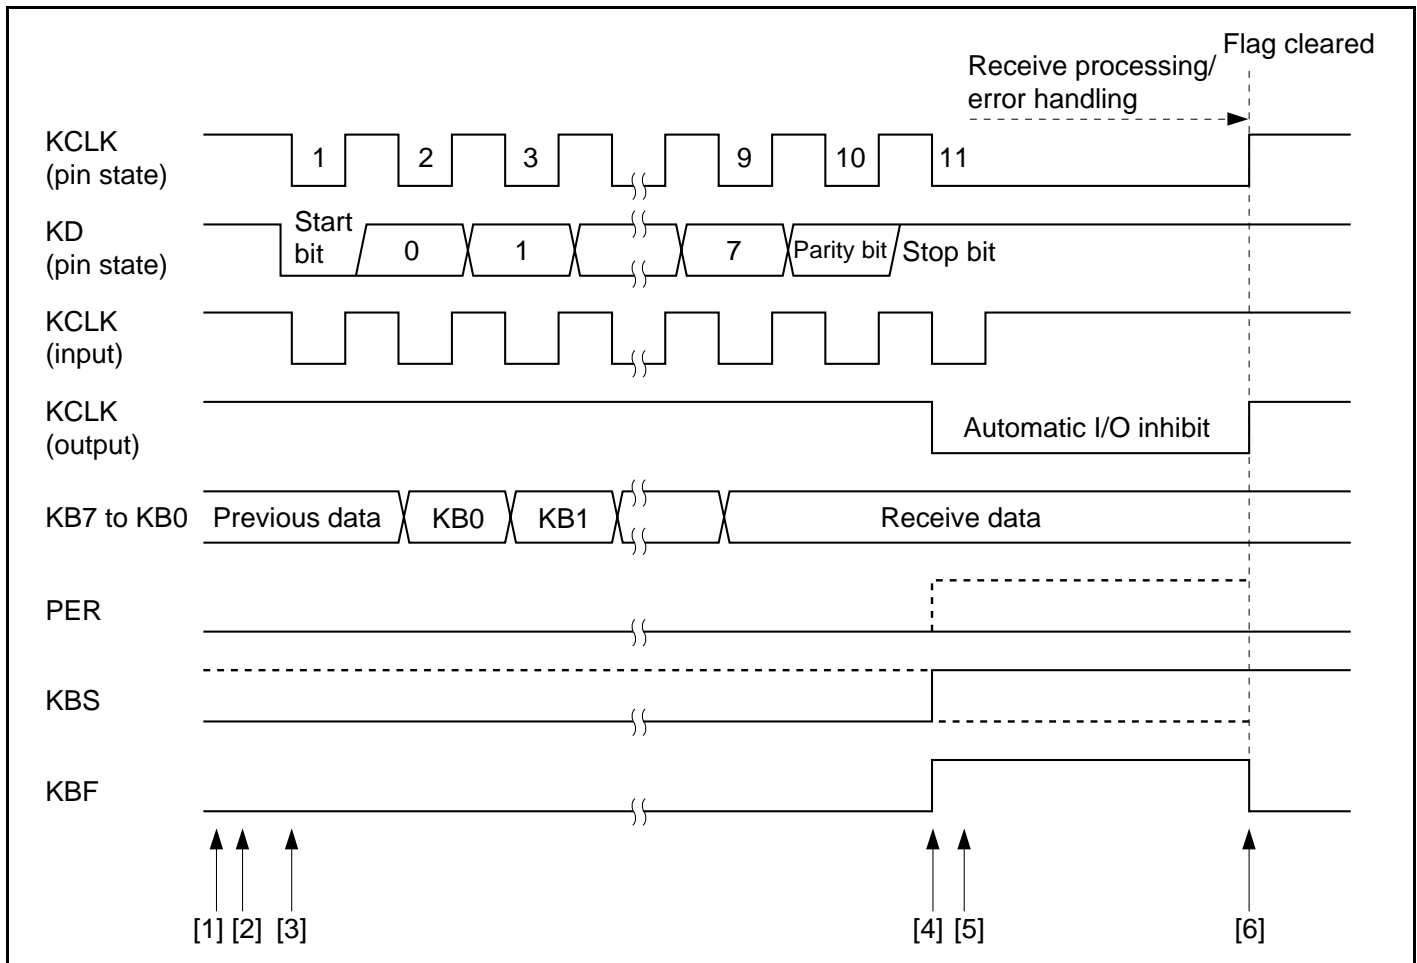 Flag cleared
Receive processing/
error handling
KCLK
(pin state)
1 2 3 9 10 11
KD
(pin state)
Start
bit
0 1 7 Parity bit Stop bit
KCLK
(input)
KCLK
(output)
Automatic I/O inhibit
KB7 to KB0 Previous data KB0 KB1 Receive data
PER
KBS
KBF
[1] [2] [3] [4] [5] [6]